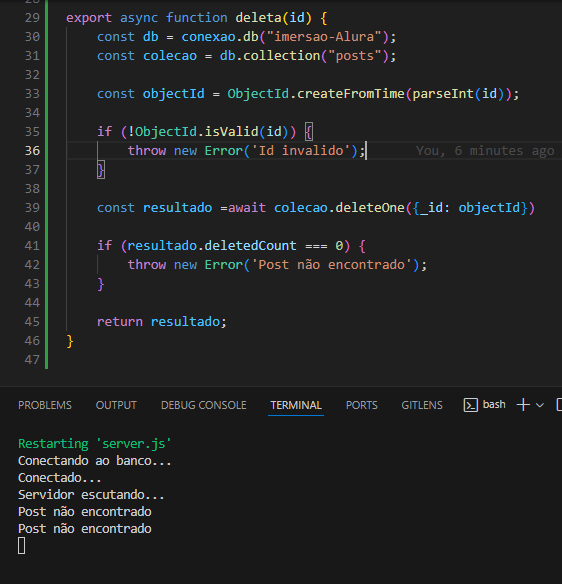 28
29 export async function deleta(id) {
30 const db = conexao.db("imersao-Alura");
31 const colecao = db.collection("posts");
32
33 const objectId = ObjectId.createFromTime(parseInt(id));
34
35 if (!ObjectId.isValid(id)) {
36 throw new Error('Id invalido'); You, 6 minutes ago
37 }
38
39 const resultado =await colecao.deleteOne({_id: objectId})
40
41 if (resultado.deletedCount === 0) {
42 throw new Error('Post não encontrado');
43 }
44
45 return resultado;
46 }
47
PROBLEMS OUTPUT DEBUG CONSOLE TERMINAL PORTS GITLENS bash
Restarting 'server.js'
Conectando ao banco...
Conectado...
Servidor escutando...
Post não encontrado
Post não encontrado